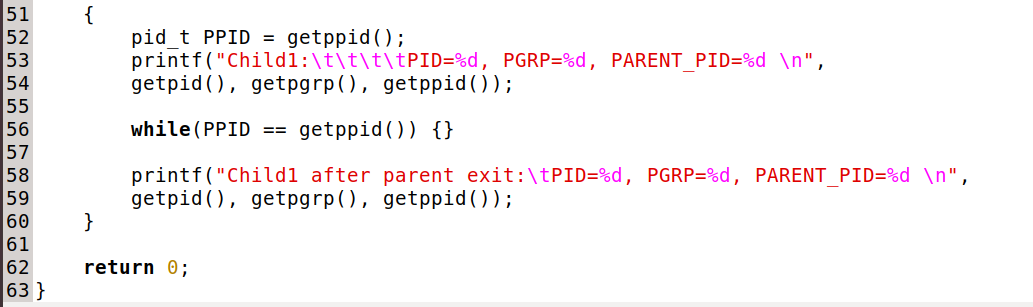 51    {
52        pid_t PPID = getppid();
53        printf("Child1:\t\t\t\tPID=%d, PGRP=%d, PARENT_PID=%d \n",
54        getpid(), getpgrp(), getppid());
55
56        while(PPID == getppid()) {}
57
58        printf("Child1 after parent exit:\tPID=%d, PGRP=%d, PARENT_PID=%d \n",
59        getpid(), getpgrp(), getppid());
60    }
61
62    return 0;
63 }